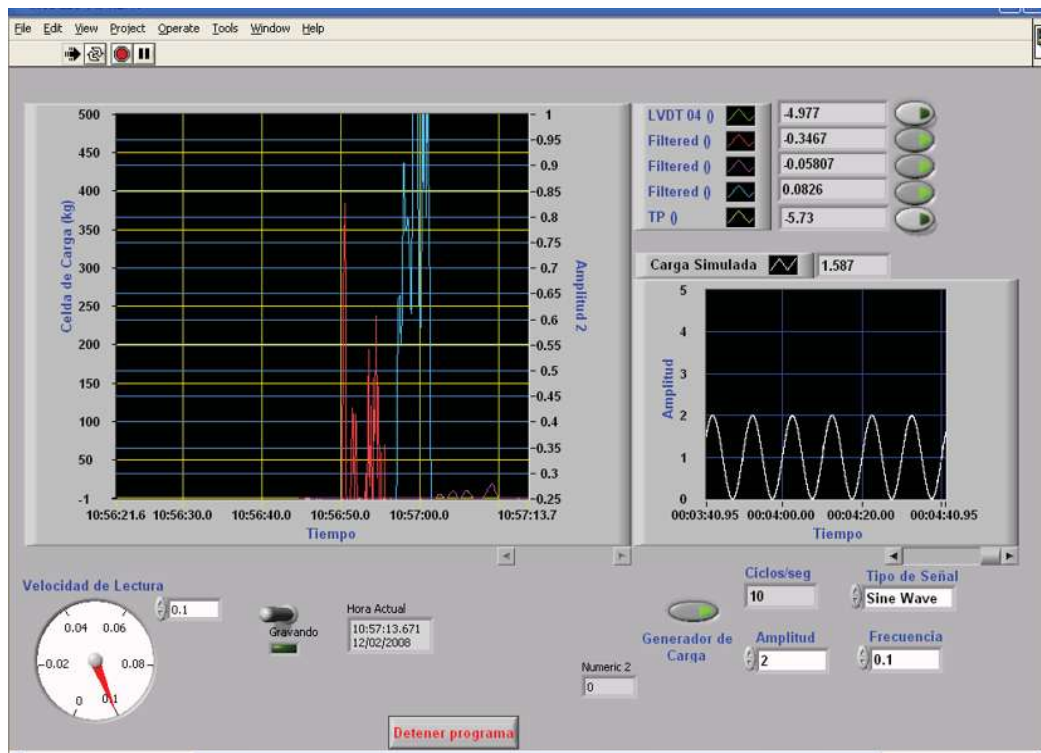 File Edit View Project Operate Tools Window Help
500
450
400
350
300
250
200
150
100
50
-1
Celda de Carga (kg)
1
-0.95
-0.9
-0.85
-0.8
-0.75
-0.7
-0.65
-0.6
-0.55
-0.5
-0.45
-0.4
-0.35
-0.3
-0.25
Amplitud 2
10:56:21.6 10:56:30.0 10:56:40.0 10:56:50.0 10:57:00.0 10:57:13.7
Tiempo
LVDT 04 () -4.977
Filtered () -0.3467
Filtered () -0.05807
Filtered () 0.0826
TP () -5.73
Carga Simulada 1.587
5
4
3
2
1
0
Amplitud
00:03:40.95 00:04:00.00 00:04:20.00 00:04:40.95
Tiempo
Velocidad de Lectura
0.1
0.04 0.06
0.02 0.08
0 0.1
Gravando
Hora Actual
10:57:13.671
12/02/2008
Numeric 2
0
Generador de
Carga
Ciclos/seg
10
Tipo de Señal
Sine Wave
Amplitud
2
Frecuencia
0.1
Detener programa